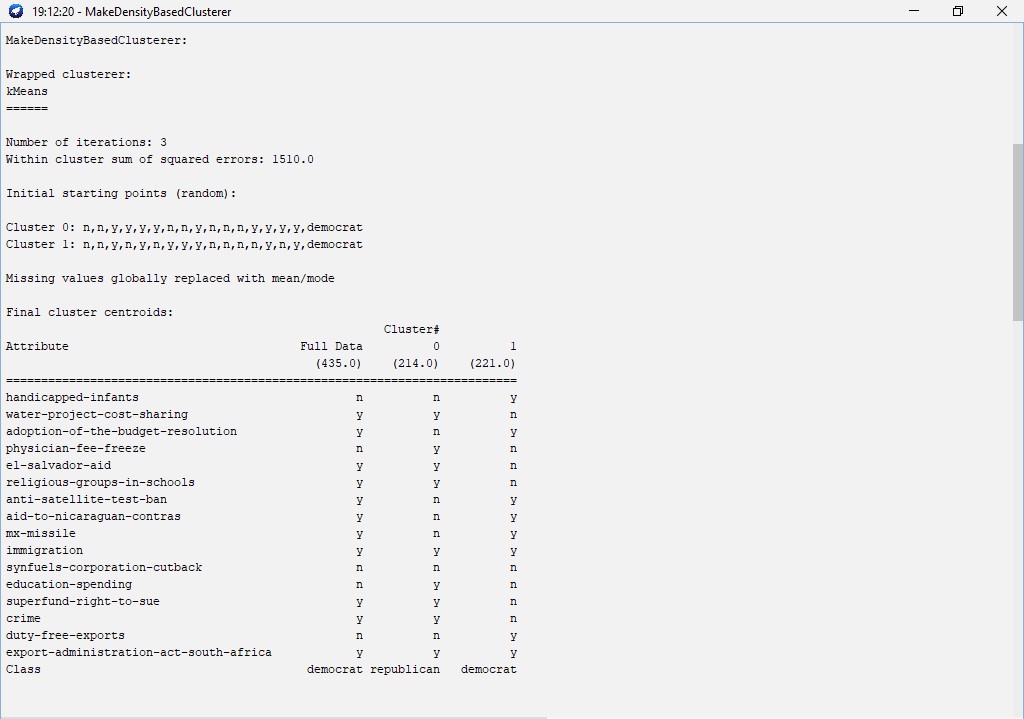 19:12:20 - MakeDensityBasedClusterer
MakeDensityBasedClusterer:
Wrapped clusterer:
kMeans
======
Number of iterations: 3
Within cluster sum of squared errors: 1510.0
Initial starting points (random):
Cluster 0: n,n,y,y,y,y,n,n,y,n,n,n,y,y,y,y,democrat
Cluster 1: n,n,y,n,y,n,y,y,y,n,n,n,n,y,n,y,democrat
Missing values globally replaced with mean/mode
Final cluster centroids:
Cluster#
Attribute Full Data 0 1
(435.0) (214.0) (221.0)
=========================================================================
handicapped-infants n n y
water-project-cost-sharing y y n
adoption-of-the-budget-resolution y n y
physician-fee-freeze n y n
el-salvador-aid y y n
religious-groups-in-schools y y n
anti-satellite-test-ban y n y
aid-to-nicaraguan-contras y n y
mx-missile y n y
immigration y y y
synfuels-corporation-cutback n n n
education-spending n y n
superfund-right-to-sue y y n
crime y y n
duty-free-exports n n y
export-administration-act-south-africa y y y
Class democrat republican democrat